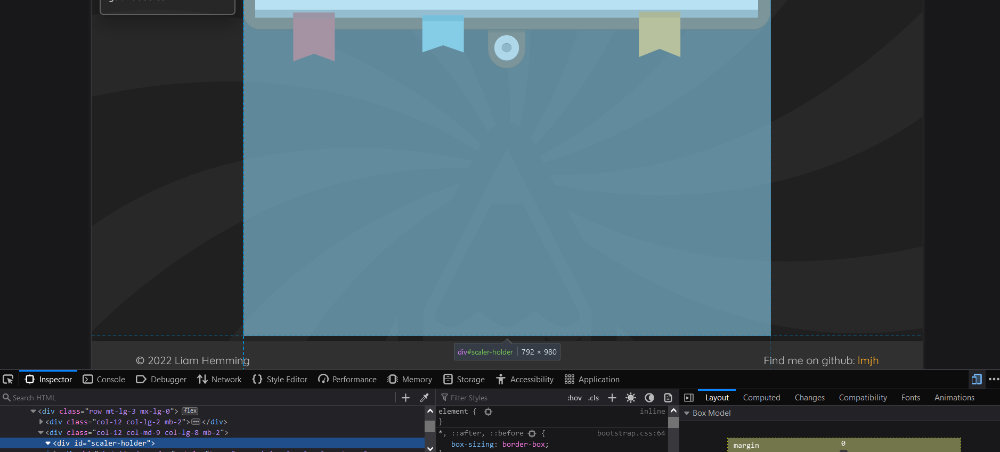 div#scaler-holder 792 × 980
© 2022 Liam Hemming
Find me on github: lmjh
Inspector Console Debugger Network Style Editor Performance Memory Storage Accessibility Application
Search HTML
Filter Styles :hov .cls
Layout Computed Changes Compatibility Fonts Animations
<div class="row mt-lg-3 mx-lg-0"> flex
<div class="col-12 col-lg-2 mb-2"></div>
<div class="col-12 col-md-9 col-lg-8 mb-2">
<div id="scaler-holder">
element { inline
}
*, ::after, ::before { bootstrap.css:64
box-sizing: border-box;
Box Model
margin 0